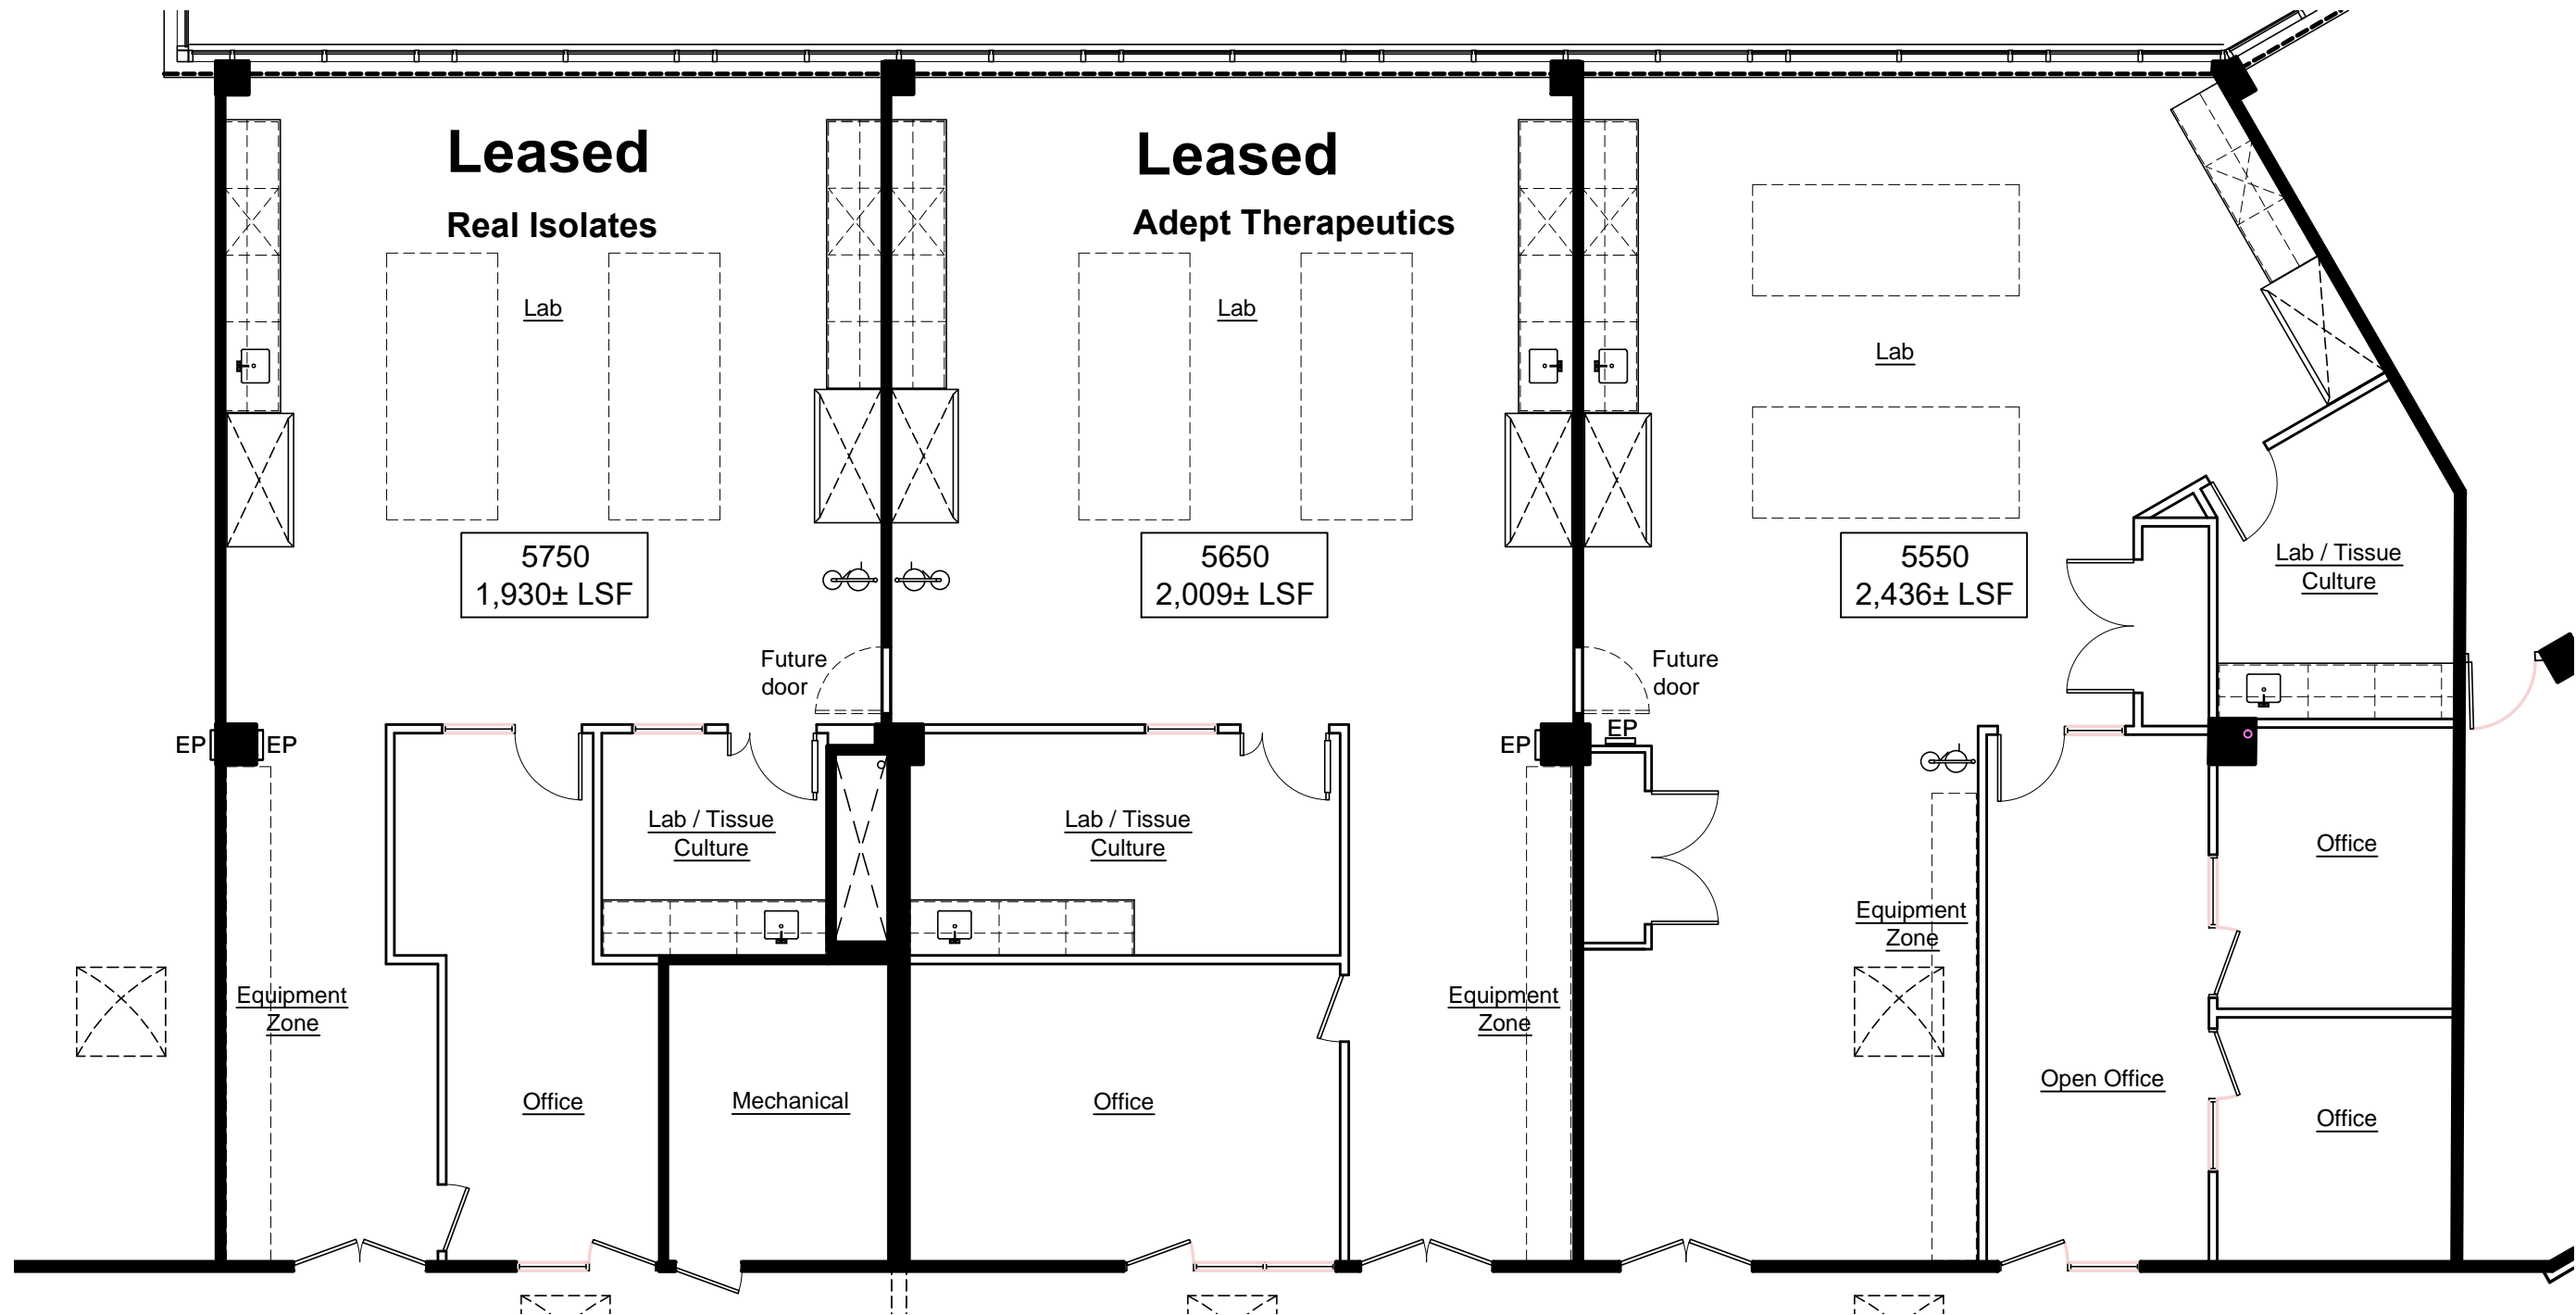 Leased
Real Isolates
Lab
5750
1,930± LSF
Future
door
EP
EP
Lab / Tissue
Culture
Equipment
Zone
Office
Mechanical
Leased
Adept Therapeutics
Lab
5650
2,009± LSF
EP
Lab / Tissue
Culture
Equipment
Zone
Office
Lab
5550
2,436± LSF
Lab / Tissue
Culture
Future
door
EP
Equipment
Zone
Office
Open Office
Office